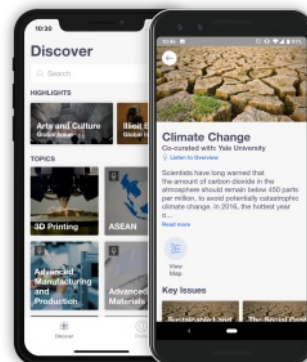 10:30
Discover
Search
HIGHLIGHTS
Arts and Culture
Global Issue
Illicit E
Global I
TOPICS
3D Printing
ASEAN
Advanced
Manufacturing
and
Production
Advanced
Materials
Discover
Climate Change
Co-curated with: Yale University
Listen to Overview
Scientists have long warned that
the amount of carbon dioxide in the
atmosphere should remain below 450 parts
per million, to avoid potentially catastrophic
climate change. In 2016, the hottest year
o...
Read more
View
Map
Key Issues
Sustainable Land
The Social Cost